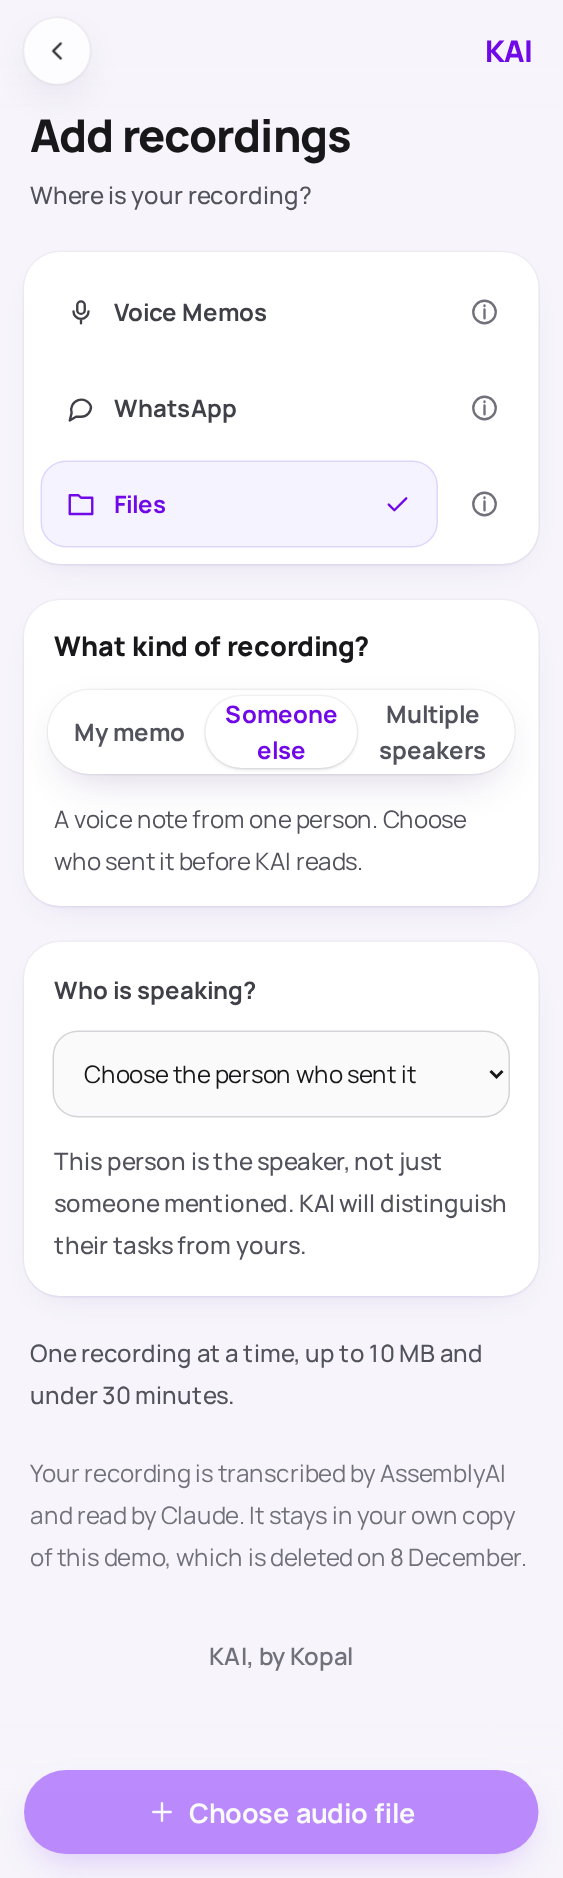 KAI
Add recordings
Where is your recording?
Voice Memos
WhatsApp
Files
What kind of recording?
My memo
Someone
else
Multiple
speakers
A voice note from one person. Choose
who sent it before KAI reads.
Who is speaking?
Choose the person who sent it
This person is the speaker, not just
someone mentioned. KAI will distinguish
their tasks from yours.
One recording at a time, up to 10 MB and
under 30 minutes.
Your recording is transcribed by AssemblyAI
and read by Claude. It stays in your own copy
of this demo, which is deleted on 8 December.
KAI, by Kopal
Choose audio file